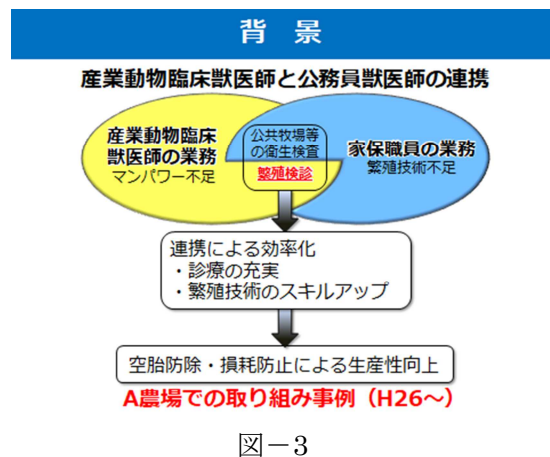 背 景
産業動物臨床獣医師と公務員獣医師の連携
産業動物臨床
獣医師の業務
マンパワー不足
公共牧場等
の衛生検査
繁殖検診
家保職員の業務
繁殖技術不足
連携による効率化
・診療の充実
・繁殖技術のスキルアップ
空胎防除・損耗防止による生産性向上
A農場での取り組み事例（H26～）
図－3